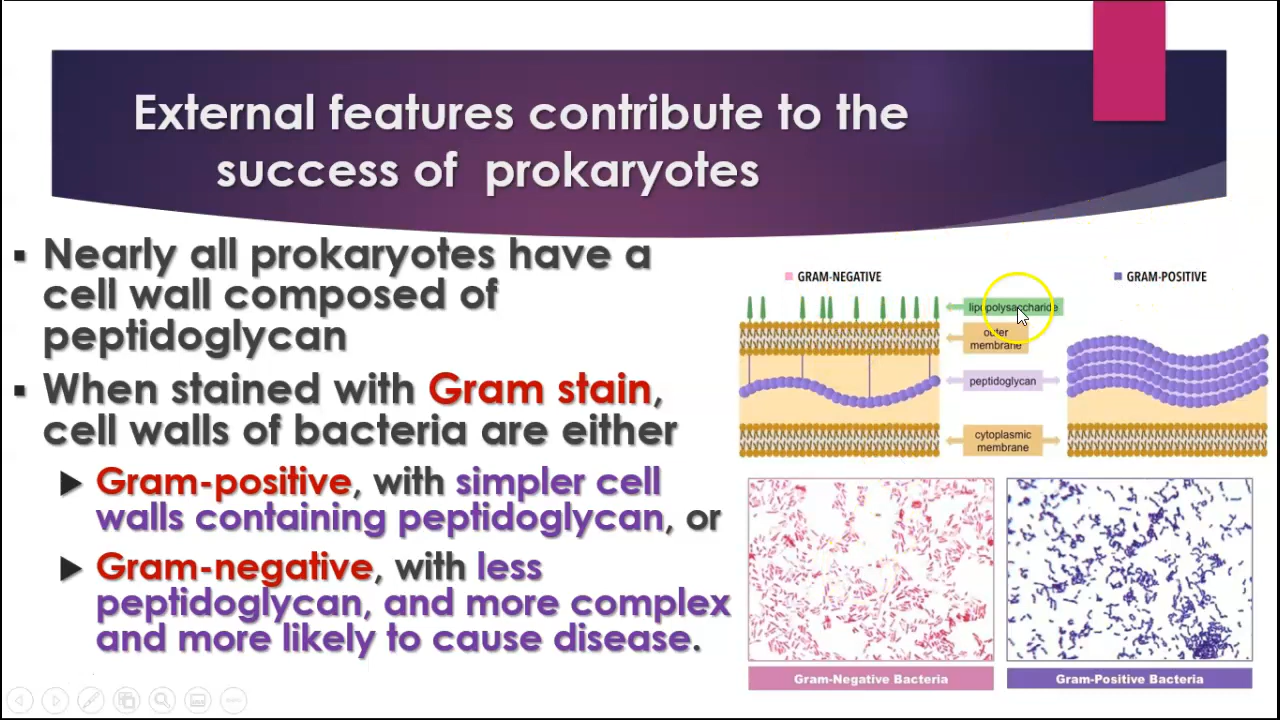 External features contribute to the
success of prokaryotes
▪ Nearly all prokaryotes have a
cell wall composed of
peptidoglycan
▪ When stained with Gram stain,
cell walls of bacteria are either
▶ Gram-positive, with simpler cell
walls containing peptidoglycan, or
▶ Gram-negative, with less
peptidoglycan, and more complex
and more likely to cause disease.
GRAM-NEGATIVE
GRAM-POSITIVE
lipopolysaccharide
outer
membrane
peptidoglycan
cytoplasmic
membrane
Gram-Negative Bacteria
Gram-Positive Bacteria